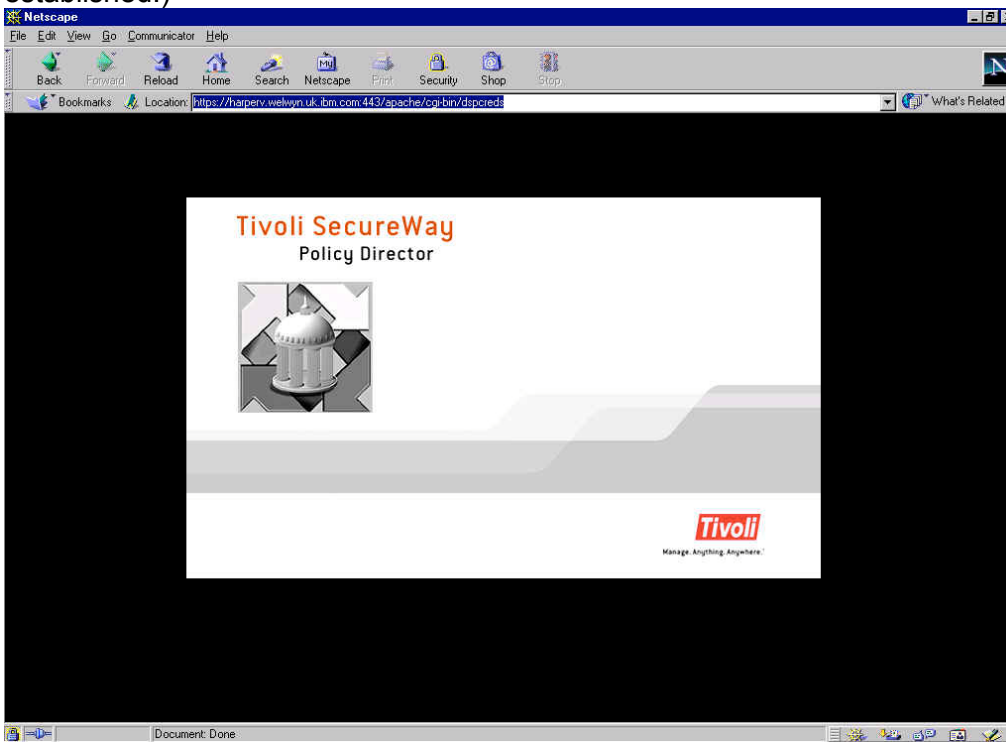 established.)
Netscape
File Edit View Go Communicator Help
Back Forward Reload Home Search Netscape Print Security Shop Stop
My
N
Bookmarks Location: https://harperv.welwyn.uk.ibm.com:443/apache/cgi-bin/dspcreds What's Related
Tivoli SecureWay
Policy Director
Tivoli
Manage. Anything. Anywhere.
Document: Done